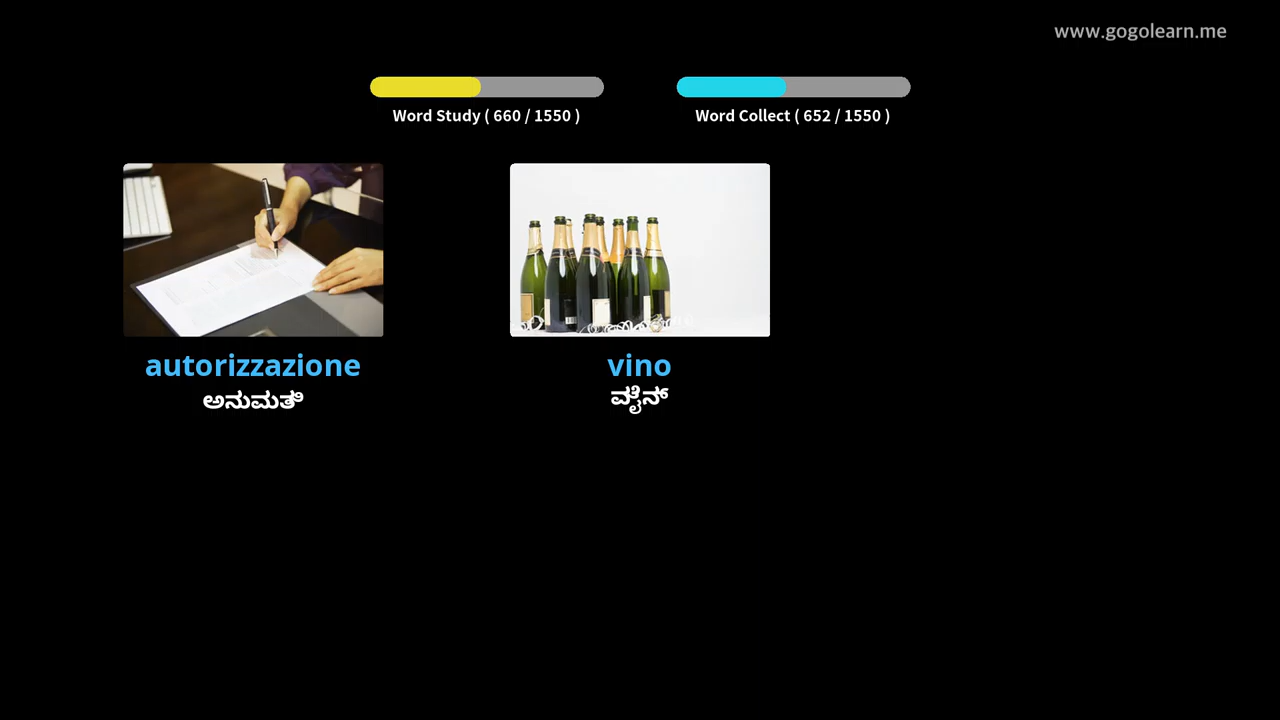 www.gogolearn.me
Word Study ( 660 / 1550 )
Word Collect ( 652 / 1550 )
autorizzazione
ಅನುಮತಿ
vino
ವೈನ್